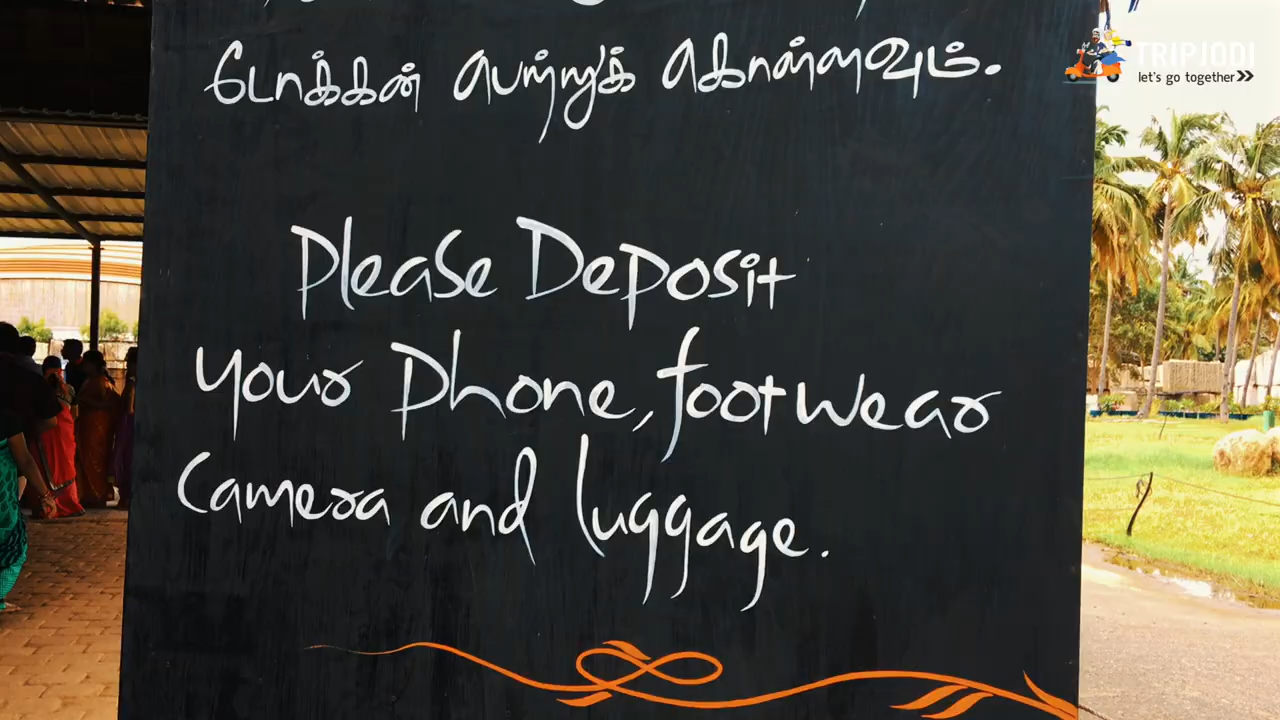 டோக்கன் பெற்றுக் கொள்ளவும்.
Please Deposit
your Phone, footwear
camera and luggage.
TRIPJODI
let's go together